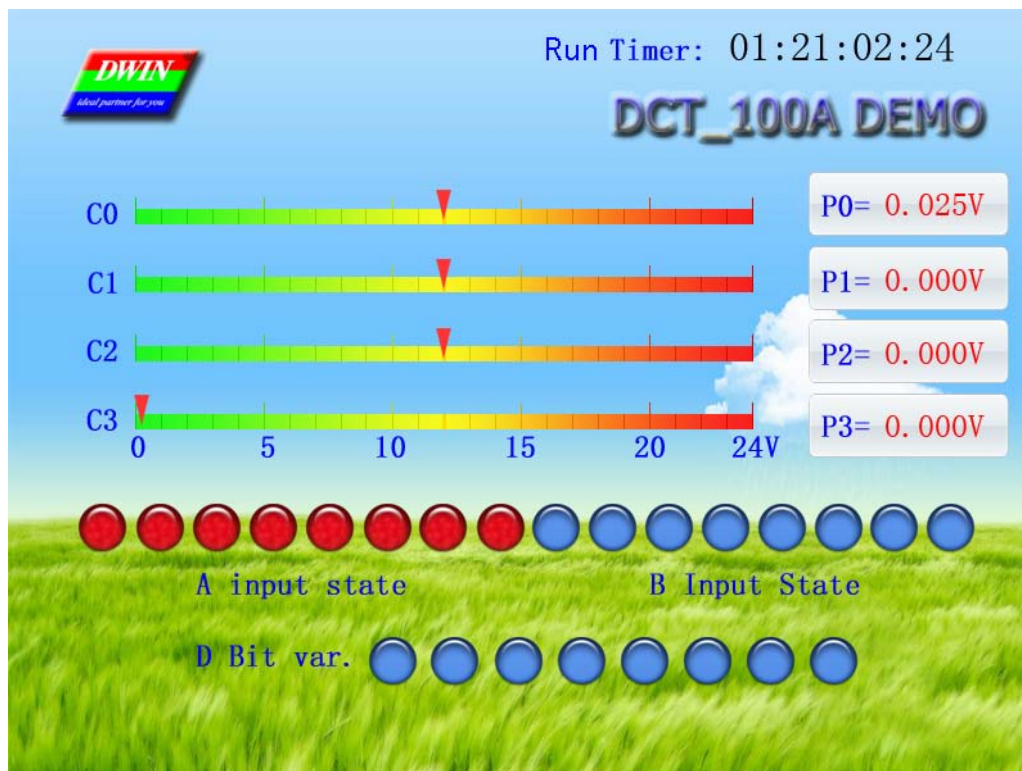 DWIN
ideal partner for you
Run Timer: 01:21:02:24
DCT_100A DEMO
C0
P0= 0.025V
C1
P1= 0.000V
C2
P2= 0.000V
C3
P3= 0.000V
0 5 10 15 20 24V
A input state
B Input State
D Bit var.